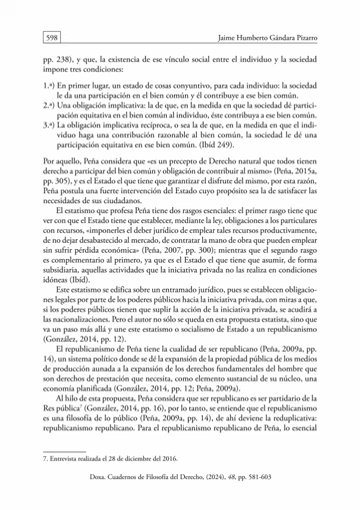 598
Jaime Humberto Gándara Pizarro
pp. 238), y que, la existencia de ese vínculo social entre el individuo y la sociedad
impone tres condiciones:
1.ª) En primer lugar, un estado de cosas conyuntivo, para cada individuo: la sociedad
le da una participación en el bien común y él contribuye a ese bien común.
2.ª) Una obligación implicativa: la de que, en la medida en que la sociedad dé partici-
pación equitativa en el bien común al individuo, éste contribuya a ese bien común.
3.ª) La obligación implicativa recíproca, o sea la de que, en la medida en que el indi-
viduo haga una contribución razonable al bien común, la sociedad le dé una
participación equitativa en ese bien común. (Ibíd 249).
Por aquello, Peña considera que «es un precepto de Derecho natural que todos tienen
derecho a participar del bien común y obligación de contribuir al mismo» (Peña, 2015a,
pp. 305), y es el Estado el que tiene que garantizar el disfrute del mismo, por esta razón,
Peña postula una fuerte intervención del Estado cuyo propósito sea la de satisfacer las
necesidades de sus ciudadanos.
El estatismo que profesa Peña tiene dos rasgos esenciales: el primer rasgo tiene que
ver con que el Estado tiene que establecer, mediante la ley, obligaciones a los particulares
con recursos, «imponerles el deber jurídico de emplear tales recursos productivamente,
de no dejar desabastecido al mercado, de contratar la mano de obra que pueden emplear
sin sufrir pérdida económica» (Peña, 2007, pp. 300); mientras que el segundo rasgo
es complementario al primero, ya que es el Estado el que tiene que asumir, de forma
subsidiaria, aquellas actividades que la iniciativa privada no las realiza en condiciones
idóneas (Ibíd).
Este estatismo se edifica sobre un entramado jurídico, pues se establecen obligacio-
nes legales por parte de los poderes públicos hacia la iniciativa privada, con miras a que,
si los poderes públicos tienen que suplir la acción de la iniciativa privada, se acudirá a
las nacionalizaciones. Pero el autor no sólo se queda en esta propuesta estatista, sino que
va un paso más allá y une este estatismo o socialismo de Estado a un republicanismo
(González, 2014, pp. 12).
El republicanismo de Peña tiene la cualidad de ser republicano (Peña, 2009a, pp.
14), un sistema político donde se dé la expansión de la propiedad pública de los medios
de producción aunada a la expansión de los derechos fundamentales del hombre que
son derechos de prestación que necesita, como elemento sustancial de su núcleo, una
economía planificada (González, 2014, pp. 12; Peña, 2009a).
Al hilo de esta propuesta, Peña considera que ser republicano es ser partidario de la
Res pública⁷ (González, 2014, pp. 16), por lo tanto, se entiende que el republicanismo
es una filosofía de lo público (Peña, 2009a, pp. 14), de ahí deviene la reduplicativa:
republicanismo republicano. Para el republicanismo republicano de Peña, lo esencial
7. Entrevista realizada el 28 de diciembre del 2016.
Doxa. Cuadernos de Filosofía del Derecho, (2024), 48, pp. 581-603